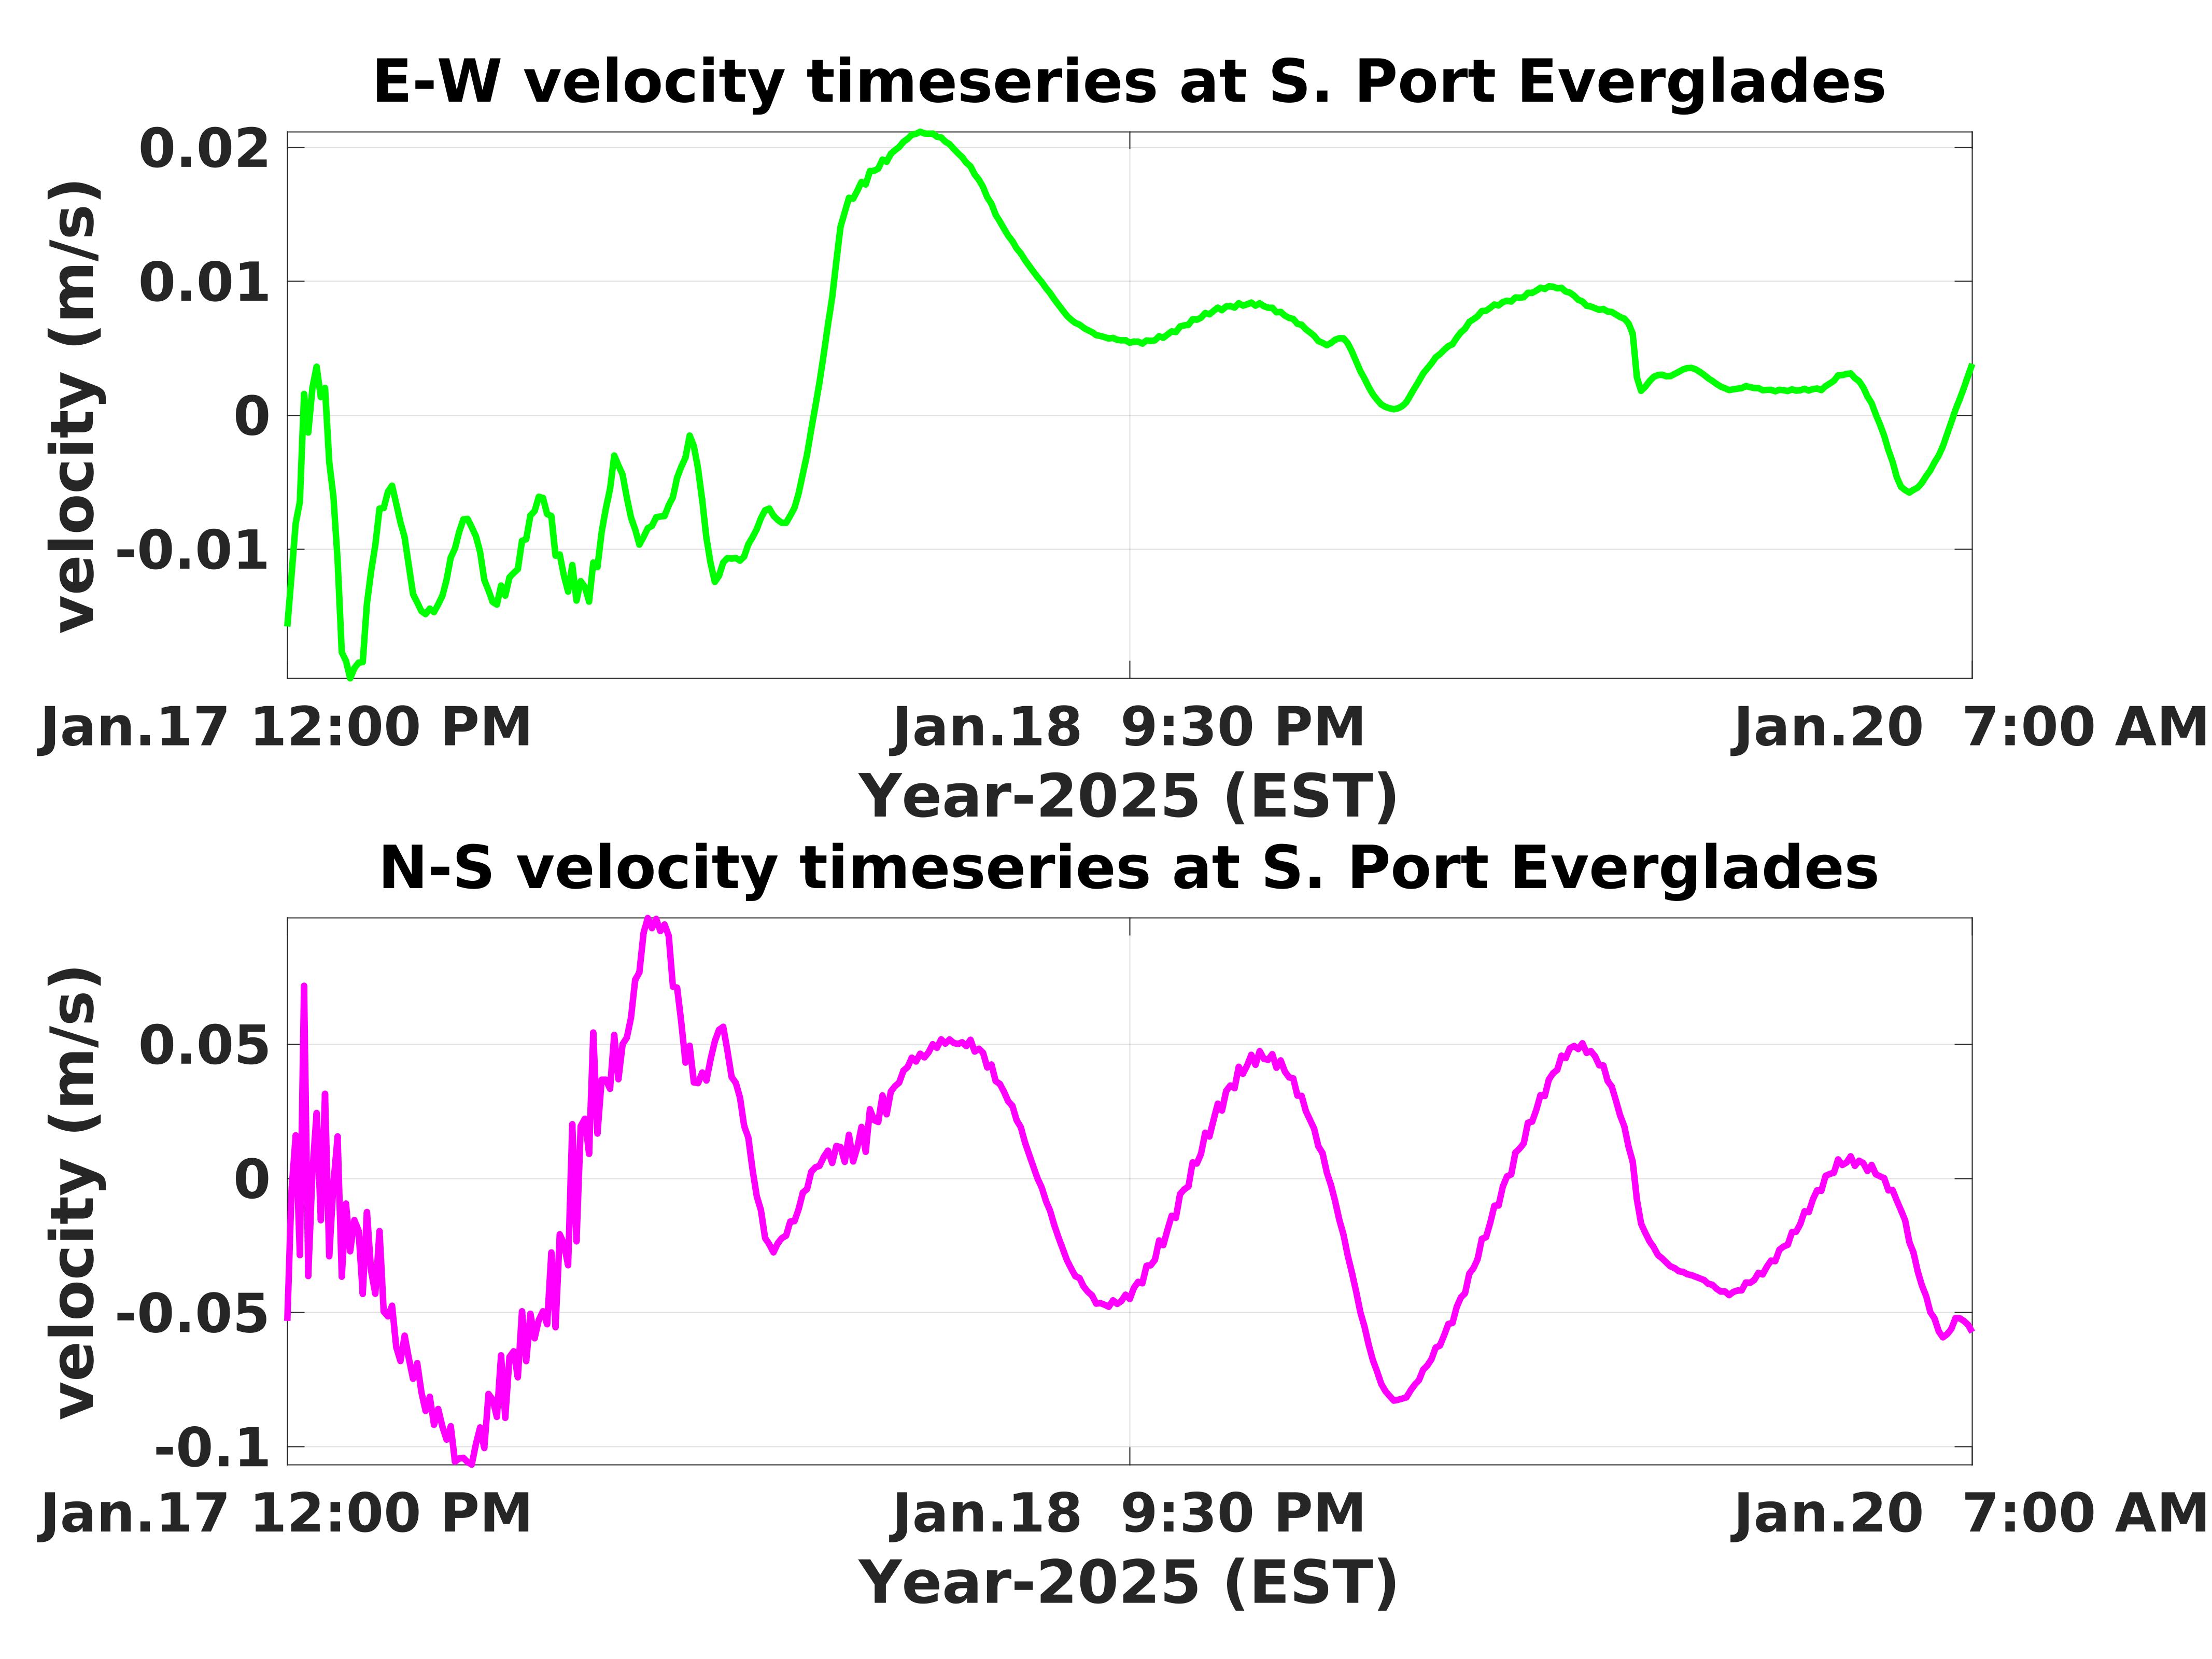 E-W velocity timeseries at S. Port Everglades
velocity (m/s)
0.02
0.01
0
-0.01
Jan.17 12:00 PM
Jan.18  9:30 PM
Jan.20  7:00 AM
Year-2025 (EST)
N-S velocity timeseries at S. Port Everglades
velocity (m/s)
0.05
0
-0.05
-0.1
Jan.17 12:00 PM
Jan.18  9:30 PM
Jan.20  7:00 AM
Year-2025 (EST)